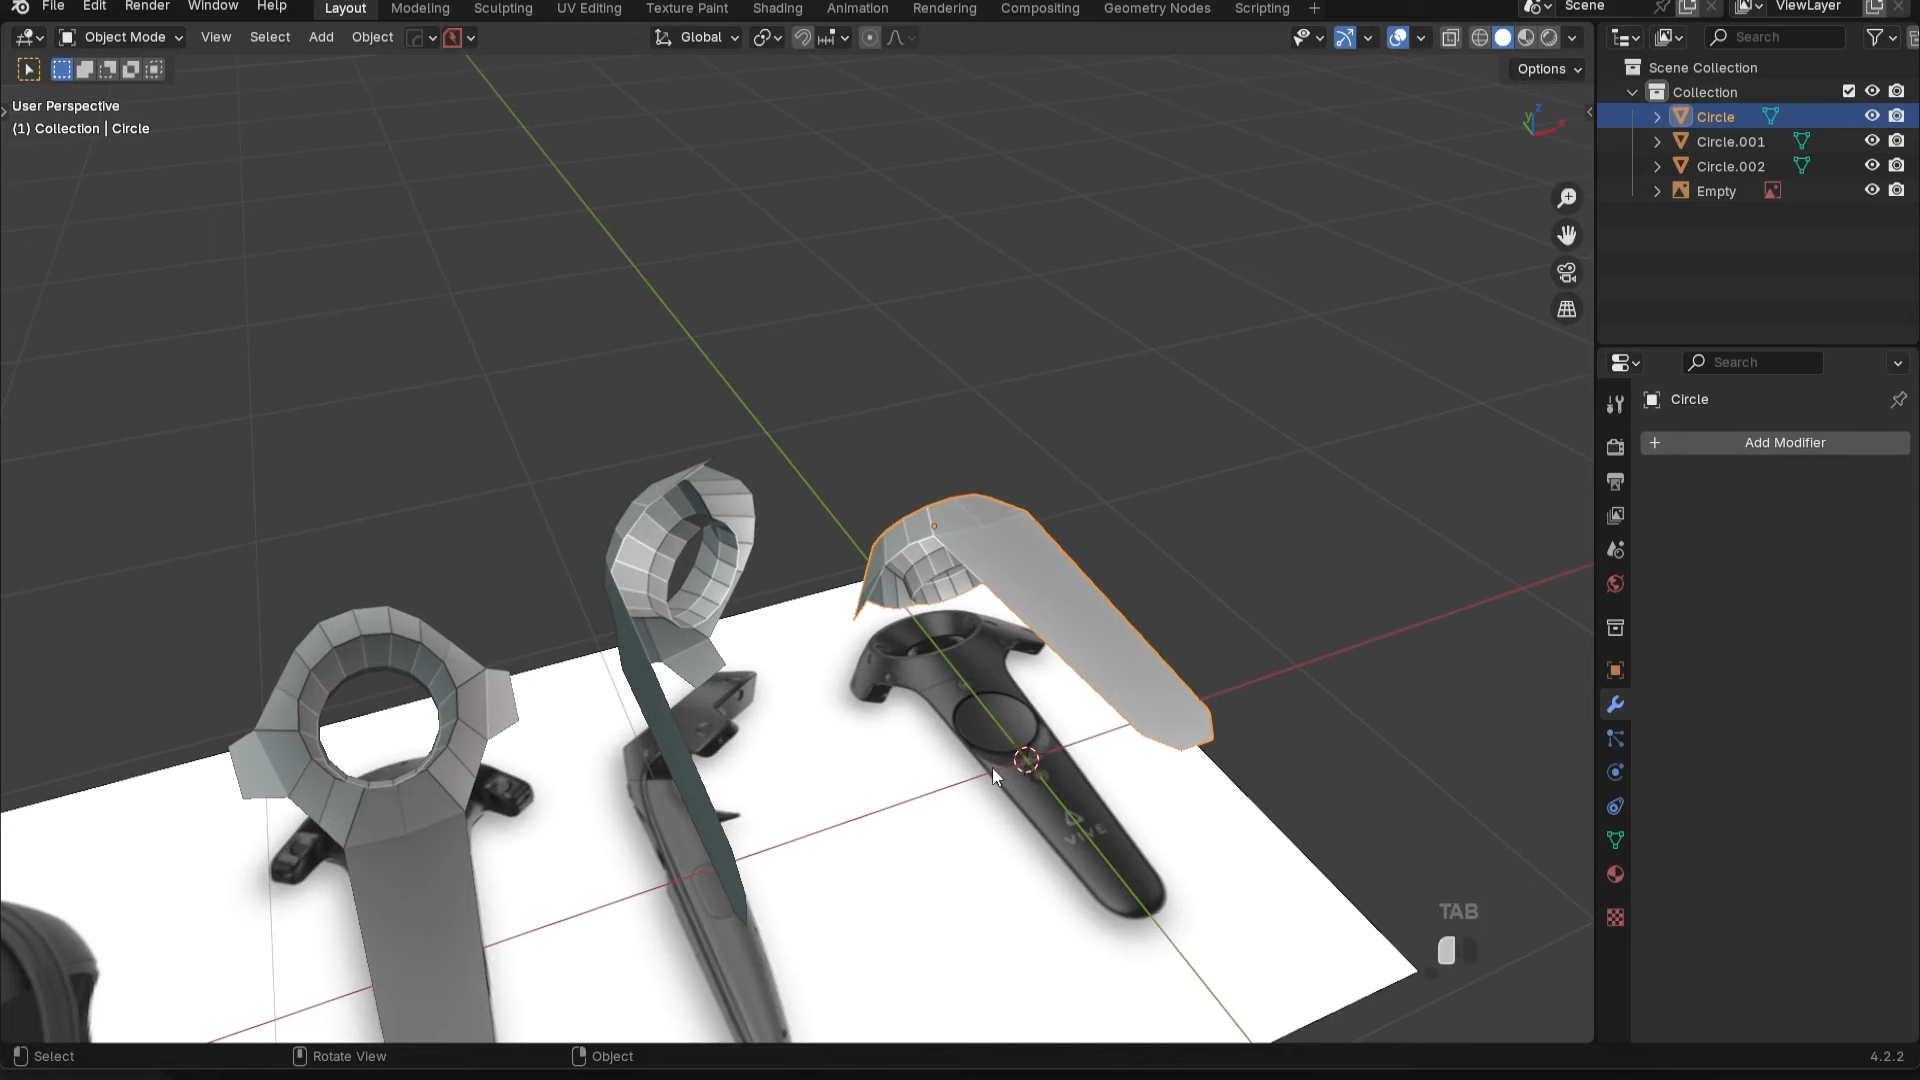 File Edit Render Window Help Layout Modeling Sculpting UV Editing Texture Paint Shading Animation Rendering Compositing Geometry Nodes Scripting + Scene ViewLayer
Object Mode View Select Add Object Global Search
Options
User Perspective
(1) Collection | Circle
Scene Collection
Collection
Circle
Circle.001
Circle.002
Empty
Z
Y
X
Search
Circle
+ Add Modifier
VIVE
TAB
Select Rotate View Object 4.2.2